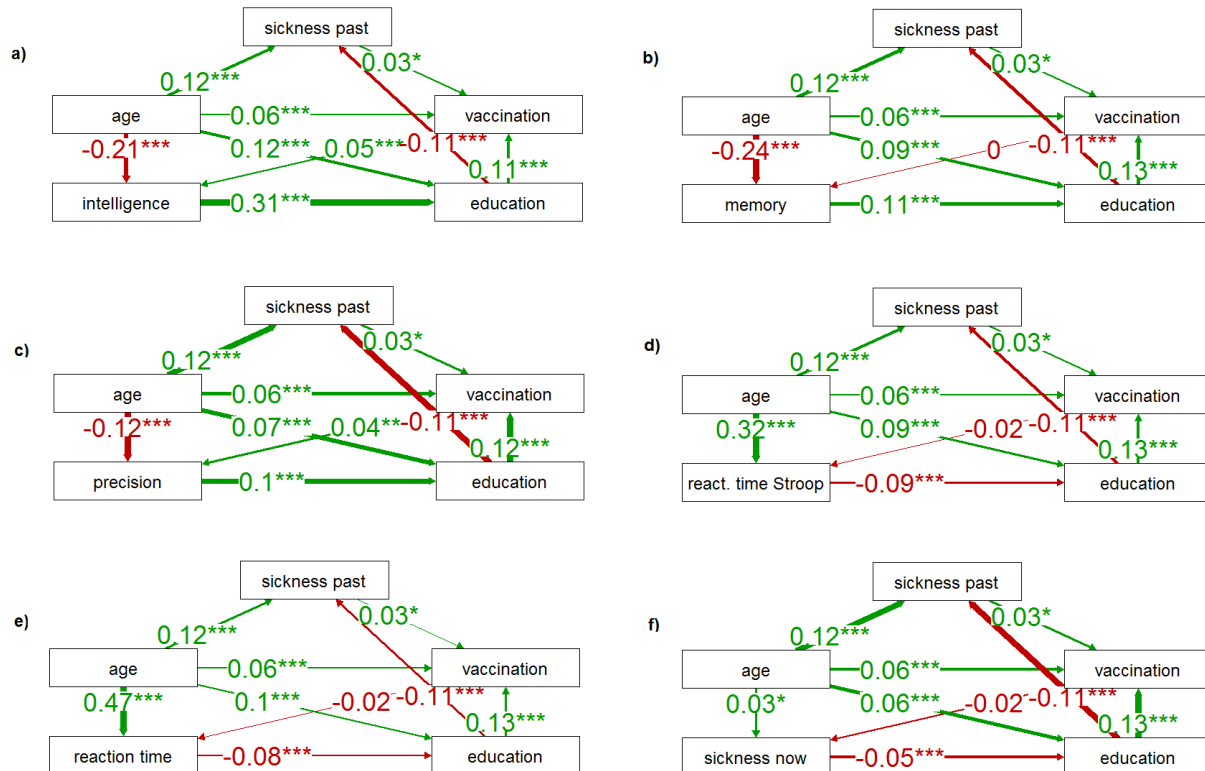 a)
sickness past
0.12***
0.03*
age
0.06***
vaccination
-0.21***
0.12***
0.05***
-0.11***
0.11***
intelligence
0.31***
education
b)
sickness past
0.12***
0.03*
age
0.06***
vaccination
-0.24***
0.09***
0
-0.11***
0.13***
memory
0.11***
education
c)
sickness past
0.12***
0.03*
age
0.06***
vaccination
-0.12***
0.07***
0.04**
-0.11***
0.12***
precision
0.1***
education
d)
sickness past
0.12***
0.03*
age
0.06***
vaccination
0.32***
0.09***
-0.02
-0.11***
0.13***
react. time Stroop
-0.09***
education
e)
sickness past
0.12***
0.03*
age
0.06***
vaccination
0.47***
0.1***
-0.02
-0.11***
0.13***
reaction time
-0.08***
education
f)
sickness past
0.12***
0.03*
age
0.06***
vaccination
0.03*
0.06***
-0.02
-0.11***
0.13***
sickness now
-0.05***
education